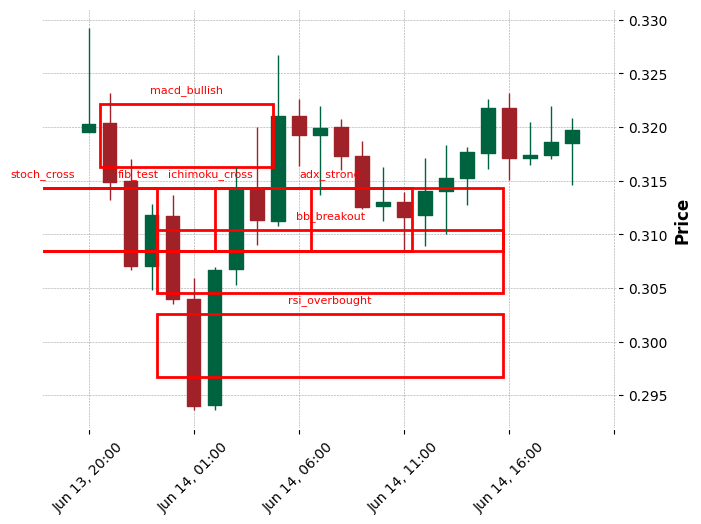 0.330
0.325
macd_bullish
0.320
stoch_cross fib_test ichimoku_cross adx_strong
0.315
bb_breakout
0.310
Price
0.305
rsi_overbought
0.300
0.295
Jun 13, 20:00 Jun 14, 01:00 Jun 14, 06:00 Jun 14, 11:00 Jun 14, 16:00